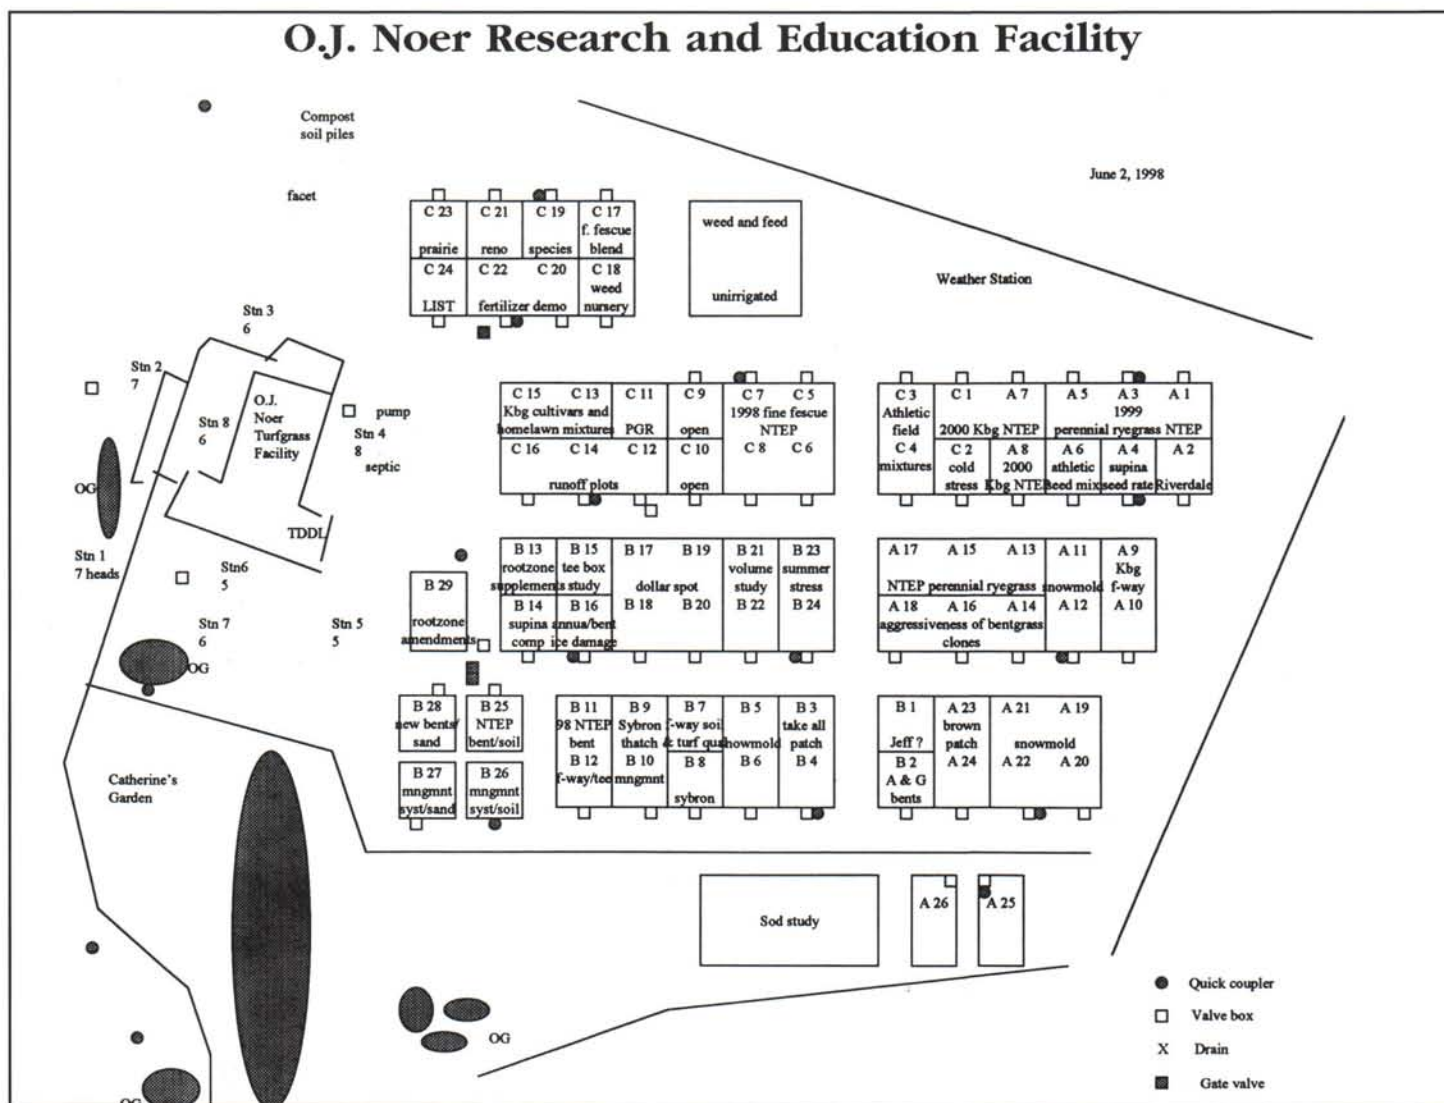 O.J. Noer Research and Education Facility
Compost
soil piles
June 2, 1998
facet
C 23 C 21 C 19 C 17
f. fescue
prairie reno species blend
C 24 C 22 C 20 C 18
weed
LIST fertilizer demo nursery
weed and feed
unirrigated
Weather Station
Stn 3
6
Stn 2
7
Stn 8
6
O.J.
Noer
Turfgrass
Facility
pump
Stn 4
8
septic
OG
TDDL
Stn 1
7 heads
Stn6
5
Stn 7
6
Stn 5
5
OG
C 15 C 13 C 11 C 9 C 7 C 5
Kbg cultivars and 1998 fine fescue
homelawn mixtures PGR open NTEP
C 16 C 14 C 12 C 10 C 8 C 6
runoff plots open
C 3 C 1 A 7 A 5 A 3 A 1
Athletic 1999
field 2000 Kbg NTEP perennial ryegrass NTEP
C 4 C 2 A 8 A 6 A 4 A 2
mixtures cold 2000 athletic supina
stress Kbg NTEP seed mix seed rate Riverdale
B 29
rootzone
amendments
B 13 B 15 B 17 B 19 B 21 B 23
rootzone tee box volume summer
supplements study dollar spot study stress
B 14 B 16 B 18 B 20 B 22 B 24
supina annua/bent
comp ice damage
A 17 A 15 A 13 A 11 A 9
Kbg
NTEP perennial ryegrass snowmold f-way
A 18 A 16 A 14 A 12 A 10
aggressiveness of bentgrass
clones
B 28 B 25
new bents/ NTEP
sand bent/soil
B 27 B 26
mngmnt mngmnt
syst/sand syst/soil
B 11 B 9 B 7 B 5 B 3
98 NTEP Sybron f-way soil take all
bent thatch & turf qual snowmold patch
B 12 B 10 B 8 B 6 B 4
f-way/tee mngmnt
sybron
B 1 A 23 A 21 A 19
brown
Jeff ? patch snowmold
B 2 A 24 A 22 A 20
A & G
bents
Catherine's
Garden
Sod study
A 26
A 25
OG
OG
Quick coupler
Valve box
X Drain
Gate valve